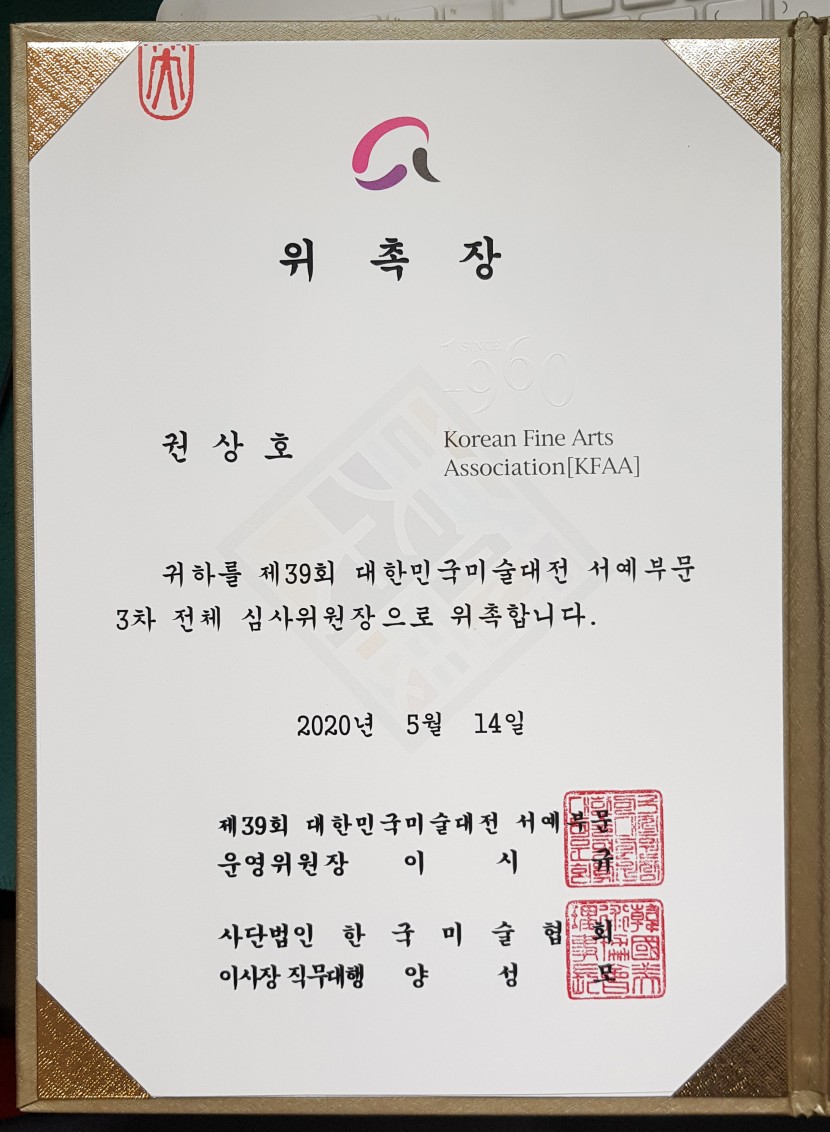 위 촉 장
SINCE
1960
권 상 호
Korean Fine Arts
Association[KFAA]
귀하를 제39회 대한민국미술대전 서예부문
3차 전체 심사위원장으로 위촉합니다.
2020년 5월 14일
제39회 대한민국미술대전 서예부문
운영위원장 이 시 규
사단법인 한 국 미 술 협 회
이사장 직무대행 양 성 모